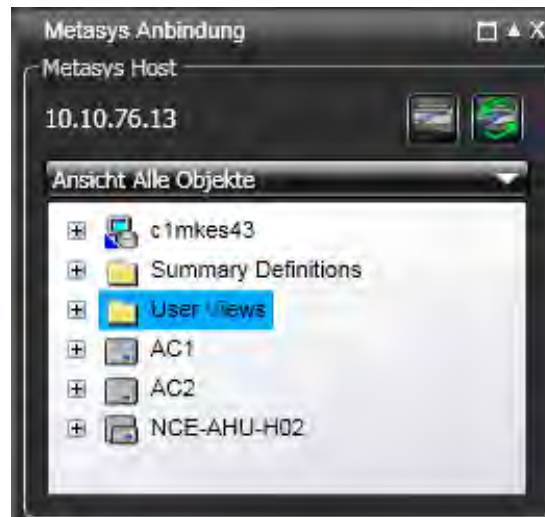 Metasys Anbindung
Metasys Host
10.10.76.13
Ansicht Alle Objekte
c1mkes43
Summary Definitions
User Views
AC1
AC2
NCE-AHU-H02